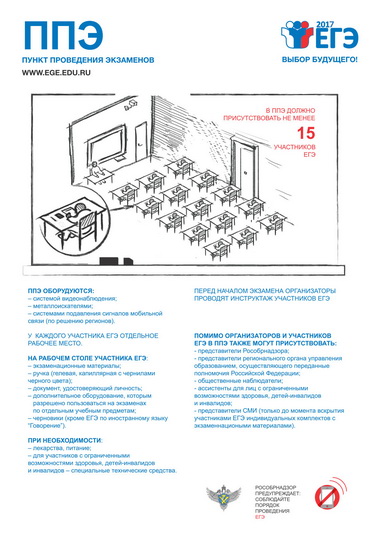 ППЭ
ПУНКТ ПРОВЕДЕНИЯ ЭКЗАМЕНОВ
WWW.EGE.EDU.RU
2017
ЕГЭ
ВЫБОР БУДУЩЕГО!
В ППЭ ДОЛЖНО
ПРИСУТСТВОВАТЬ НЕ МЕНЕЕ
15
УЧАСТНИКОВ
ЕГЭ
ППЭ ОБОРУДУЮТСЯ:
– системой видеонаблюдения;
– металлоискателями;
– системами подавления сигналов мобильной
связи (по решению регионов).
У КАЖДОГО УЧАСТНИКА ЕГЭ ОТДЕЛЬНОЕ
РАБОЧЕЕ МЕСТО.
НА РАБОЧЕМ СТОЛЕ УЧАСТНИКА ЕГЭ:
– экзаменационные материалы;
– ручка (гелевая, капиллярная с чернилами
черного цвета);
– документ, удостоверяющий личность;
– дополнительное оборудование, которым
разрешено пользоваться на экзаменах
по отдельным учебным предметам;
– черновики (кроме ЕГЭ по иностранному языку
"Говорение").
ПРИ НЕОБХОДИМОСТИ:
– лекарства, питание;
– для участников с ограниченными
возможностями здоровья, детей-инвалидов
и инвалидов – специальные технические средства.
ПЕРЕД НАЧАЛОМ ЭКЗАМЕНА ОРГАНИЗАТОРЫ
ПРОВОДЯТ ИНСТРУКТАЖ УЧАСТНИКОВ ЕГЭ
ПОМИМО ОРГАНИЗАТОРОВ И УЧАСТНИКОВ
ЕГЭ В ППЭ ТАКЖЕ МОГУТ ПРИСУТСТВОВАТЬ:
- представители Рособрнадзора;
- представители регионального органа управления
образованием, осуществляющего переданные
полномочия Российской Федерации;
- общественные наблюдатели;
- ассистенты для лиц с ограниченными
возможностями здоровья, детей-инвалидов
и инвалидов;
- представители СМИ (только до момента вскрытия
участниками ЕГЭ индивидуальных комплектов с
экзаменационными материалами).
РОСОБРНАДЗОР
ПРЕДУПРЕЖДАЕТ:
СОБЛЮДАЙТЕ
ПОРЯДОК
ПРОВЕДЕНИЯ
ЕГЭ